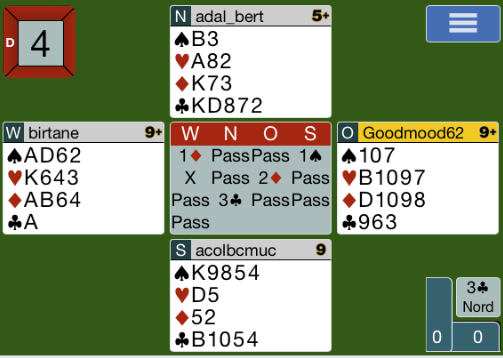 D 4
N adal_bert 5+
♠B3
♥A82
♦K73
♣KD872
W birtane 9+
♠AD62
♥K643
♦AB64
♣A
W N O S
1♦ Pass Pass 1♠
X Pass 2♦ Pass
Pass 3♣ Pass Pass
Pass
O Goodmood62 9+
♠107
♥B1097
♦D1098
♣963
S acolbcmuc 9
♠K9854
♥D5
♦52
♣B1054
3♣
Nord
0 0